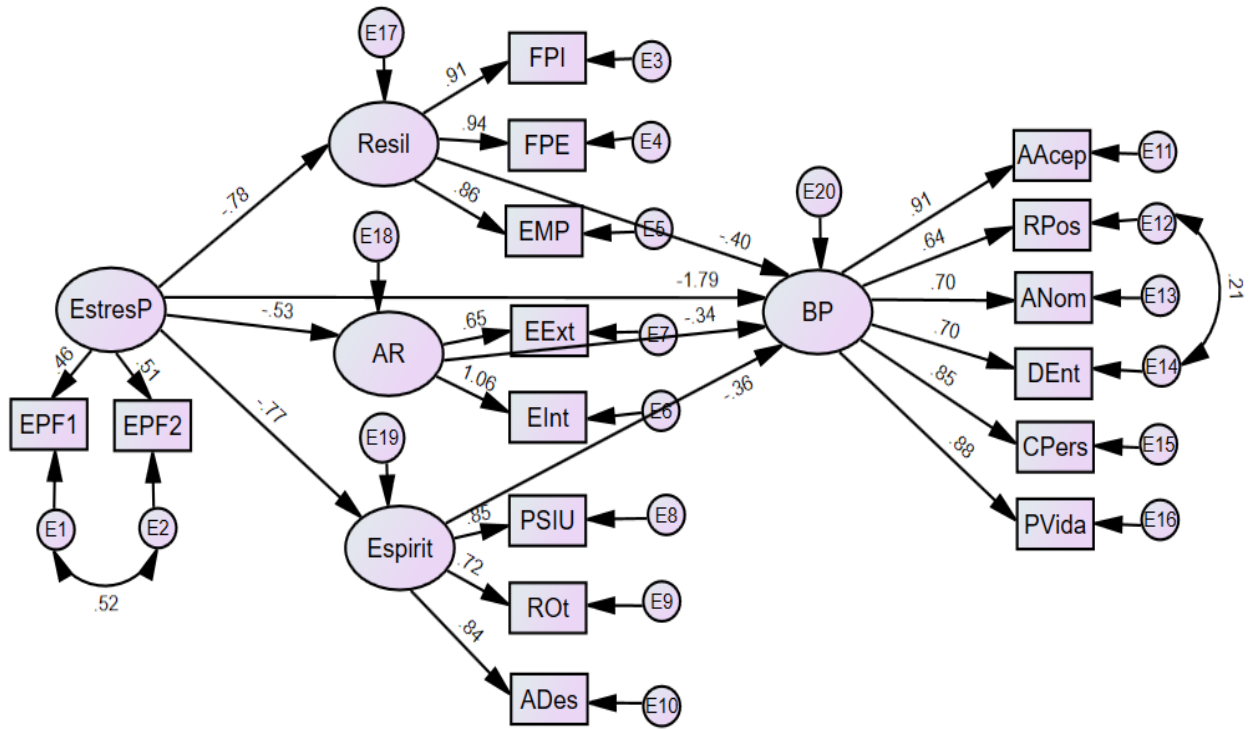 E17
FPI
E3
.91
Resil
.94
FPE
E4
.86
EMP
E5
-.78
E18
-.40
E20
AAcep
E11
.91
RPos
E12
.64
.21
EstresP
-1.79
BP
.70
ANom
E13
-.53
AR
.65
EExt
E7
-.34
.70
DEnt
E14
.46
.51
1.06
EInt
E6
-.36
.85
EPF1
EPF2
-.77
E19
CPers
E15
.88
E1
E2
.52
Espirit
.85
PSIU
E8
PVida
E16
.72
ROt
E9
.84
ADes
E10